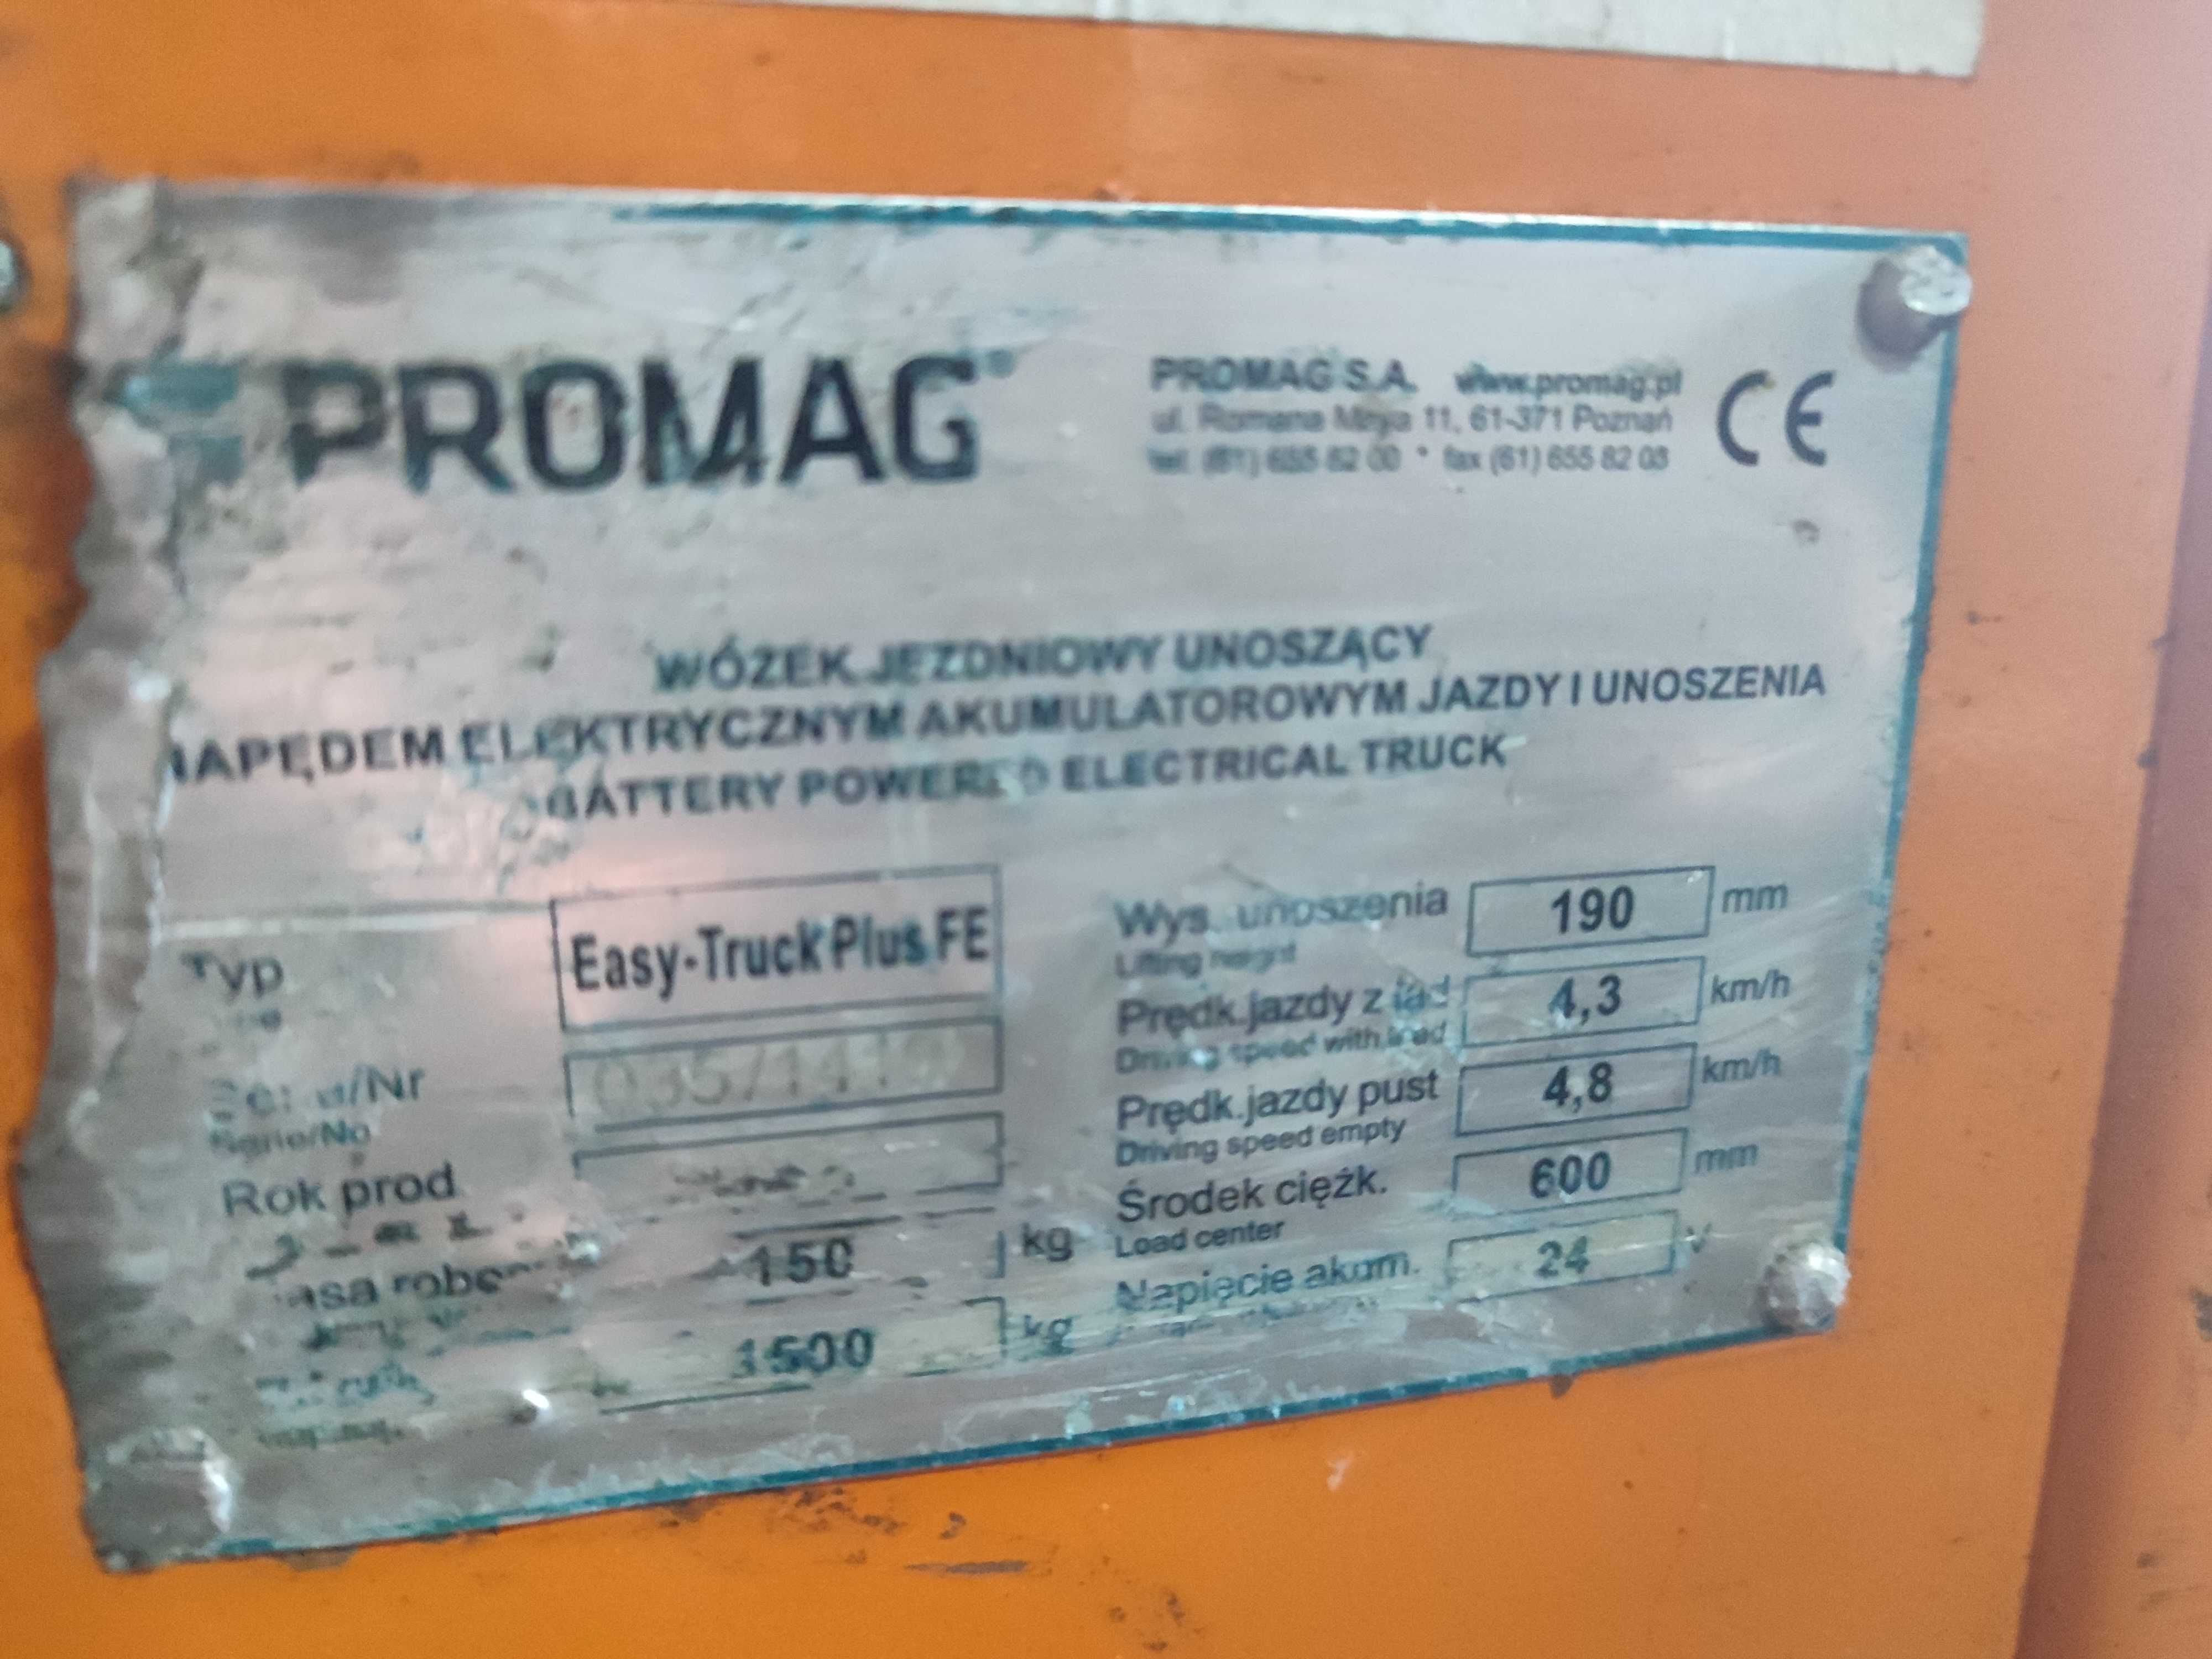 PROMAG
PROMAG S.A. www.promag.pl
ul. Romana Maya 11, 61-371 Poznań
tel. (61) 655 82 00 * fax (61) 655 82 03
CE
WÓZEK JEZDNIOWY UNOSZĄCY
NAPĘDEM ELEKTRYCZNYM AKUMULATOROWYM JAZDY I UNOSZENIA
BATTERY POWERED ELECTRICAL TRUCK
Typ Easy-Truck Plus FE
/Nr
Rok prod
150 kg
1500 kg
Wys. unoszenia 190 mm
Lifting height
Prędk.jazdy z ład 4,3 km/h
Driving speed with load
Prędk.jazdy pust 4,8 km/h
Driving speed empty
Środek ciężk. 600 mm
Load center
Napięcie akum. 24 V